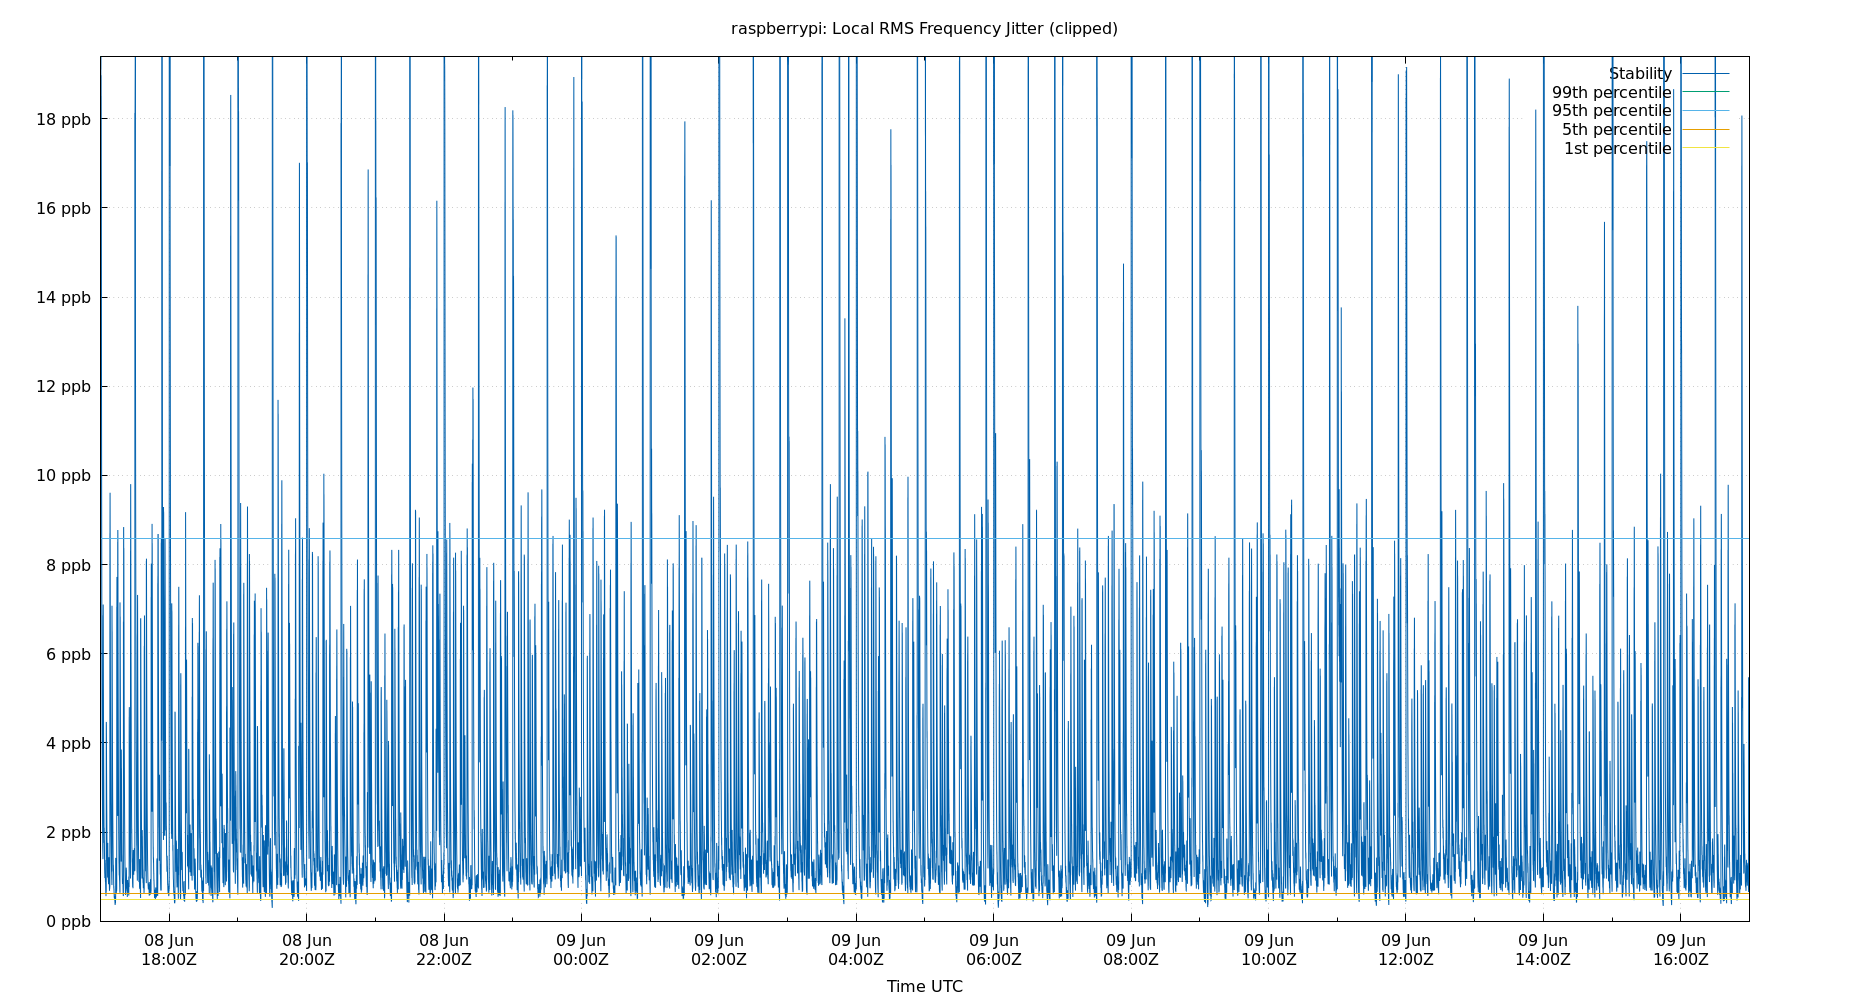 raspberrypi: Local RMS Frequency Jitter (clipped)
Stability
99th percentile
95th percentile
5th percentile
1st percentile
18 ppb
16 ppb
14 ppb
12 ppb
10 ppb
8 ppb
6 ppb
4 ppb
2 ppb
0 ppb
08 Jun 08 Jun 08 Jun 09 Jun 09 Jun 09 Jun 09 Jun 09 Jun 09 Jun 09 Jun 09 Jun 09 Jun
18:00Z 20:00Z 22:00Z 00:00Z 02:00Z 04:00Z 06:00Z 08:00Z 10:00Z 12:00Z 14:00Z 16:00Z
Time UTC